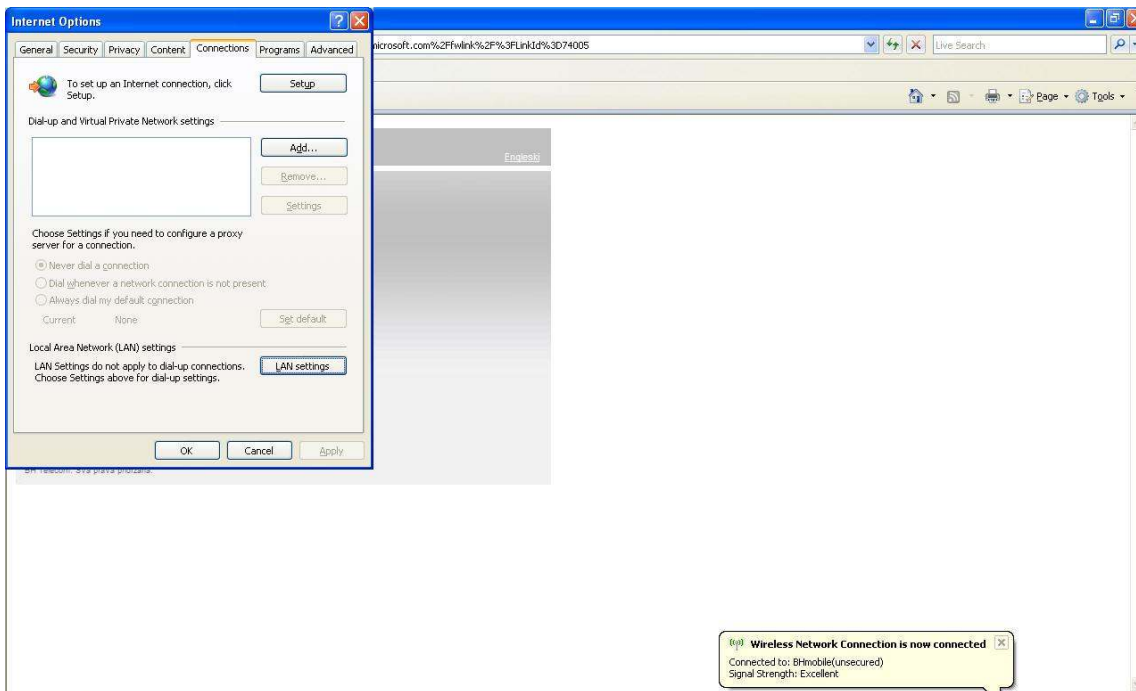 Internet Options
General Security Privacy Content Connections Programs Advanced
To set up an Internet connection, click
Setup.
Setup
Dial-up and Virtual Private Network settings
Add...
Remove...
Settings
Choose Settings if you need to configure a proxy
server for a connection.
Never dial a connection
Dial whenever a network connection is not present
Always dial my default connection
Current None
Set default
Local Area Network (LAN) settings
LAN Settings do not apply to dial-up connections.
Choose Settings above for dial-up settings.
LAN settings
OK Cancel Apply
microsoft.com%2Ffwlink%2F%3FLinkId%3D74005
Live Search
Page Tools
Engleski
BH Telecom. Sva prava pridržana.
Wireless Network Connection is now connected
Connected to: BHmobile(unsecured)
Signal Strength: Excellent